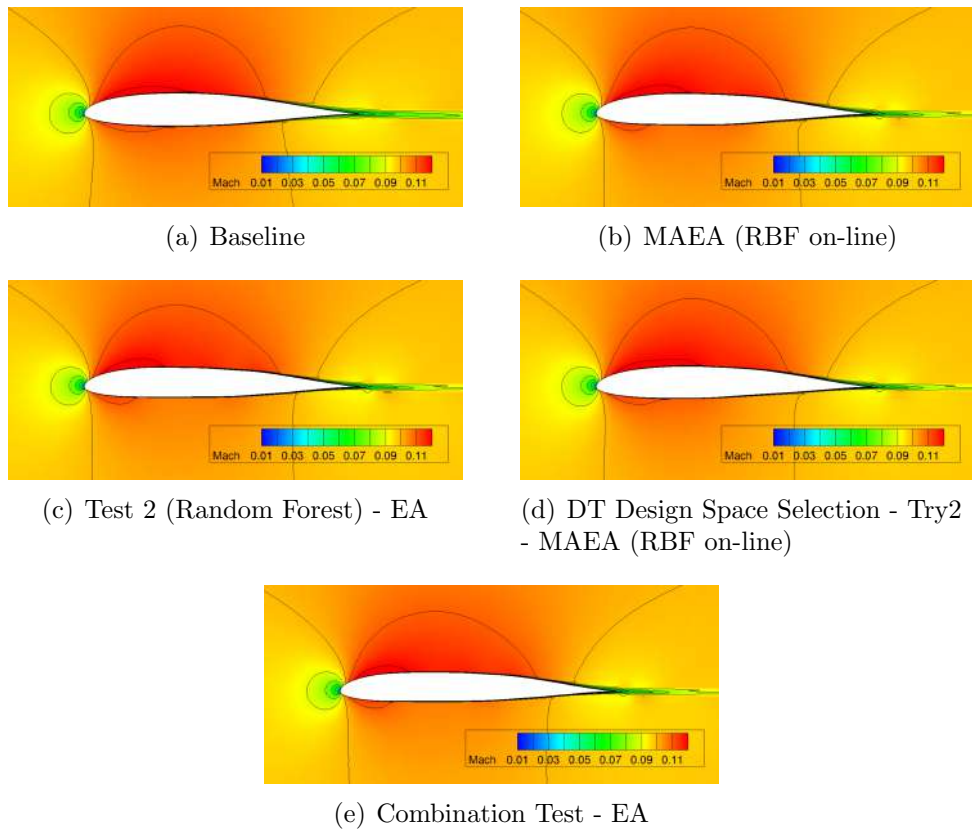 Mach 0.01 0.03 0.05 0.07 0.09 0.11
Mach 0.01 0.03 0.05 0.07 0.09 0.11
(a) Baseline
(b) MAEA (RBF on-line)
Mach 0.01 0.03 0.05 0.07 0.09 0.11
Mach 0.01 0.03 0.05 0.07 0.09 0.11
(c) Test 2 (Random Forest) - EA
(d) DT Design Space Selection - Try2
- MAEA (RBF on-line)
Mach 0.01 0.03 0.05 0.07 0.09 0.11
(e) Combination Test - EA